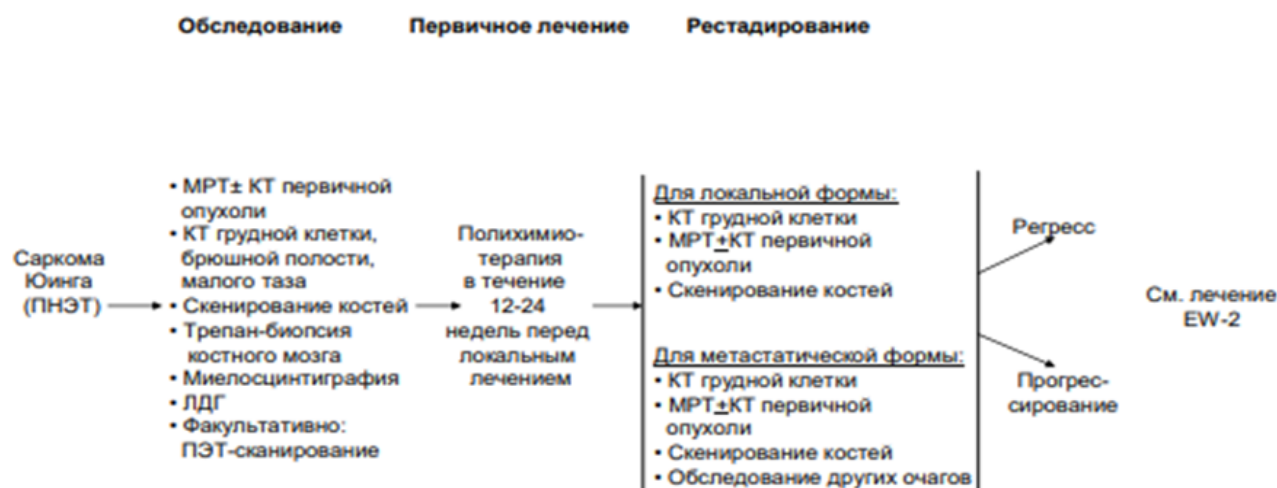 Обследование
Первичное лечение
Рестадирование
Саркома
Юинга
(ПНЭТ)
• МРТ± КТ первичной
опухоли
• КТ грудной клетки,
брюшной полости,
малого таза
• Скенирование костей
• Трепан-биопсия
костного мозга
• Миелосцинтиграфия
• ЛДГ
• Факультативно:
ПЭТ-сканирование
Полихимио-
терапия
в течение
12-24
недель перед
локальным
лечением
Для локальной формы:
• КТ грудной клетки
• МРТ±КТ первичной
опухоли
• Скенирование костей
Для метастатической формы:
• КТ грудной клетки
• МРТ±КТ первичной
опухоли
• Скенирование костей
• Обследование других очагов
Регресс
Прогрес-
сирование
См. лечение
EW-2